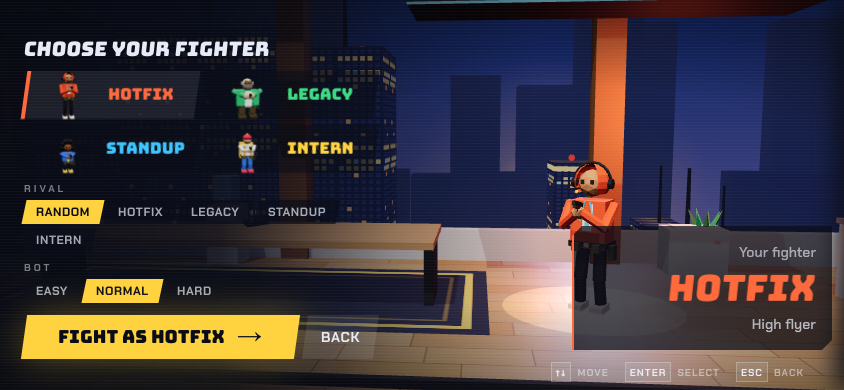 CHOOSE YOUR FIGHTER
HOTFIX
LEGACY
STANDUP
INTERN
RIVAL
RANDOM HOTFIX LEGACY STANDUP
INTERN
BOT
EASY NORMAL HARD
FIGHT AS HOTFIX → BACK
Your fighter
HOTFIX
High flyer
↑↓ MOVE ENTER SELECT ESC BACK